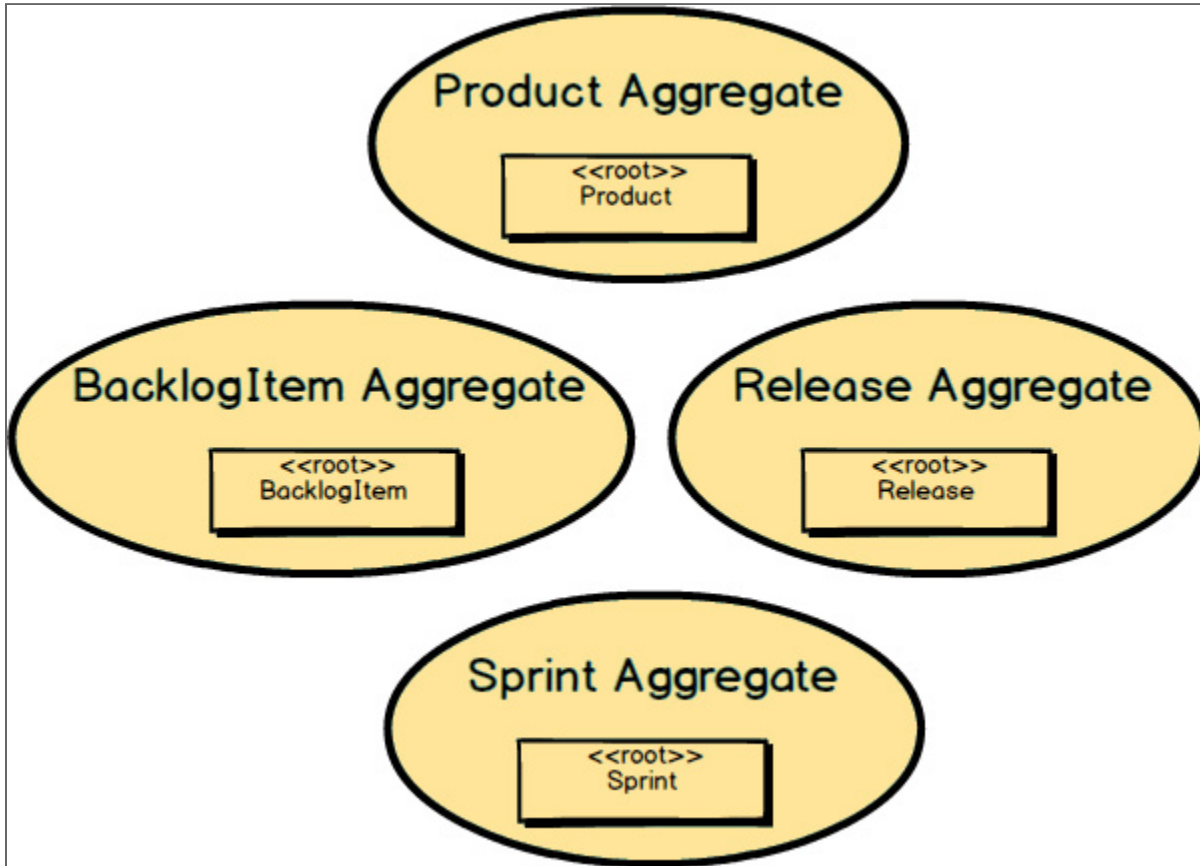 Product Aggregate
<<root>>
Product
BacklogItem Aggregate
<<root>>
BacklogItem
Release Aggregate
<<root>>
Release
Sprint Aggregate
<<root>>
Sprint